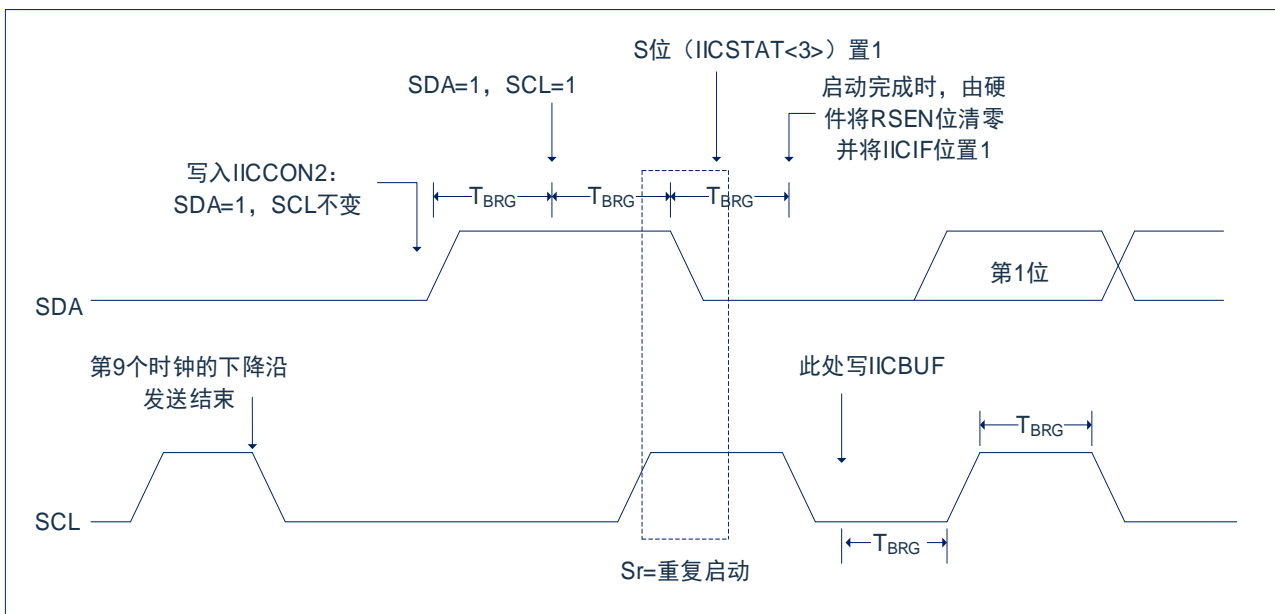 S位（IICSTAT<3>）置1
SDA=1，SCL=1
启动完成时，由硬
件将RSEN位清零
并将IICIF位置1
写入IICCON2：
SDA=1，SCL不变
TBRG
TBRG
TBRG
第1位
SDA
第9个时钟的下降沿
发送结束
此处写IICBUF
TBRG
SCL
TBRG
Sr=重复启动